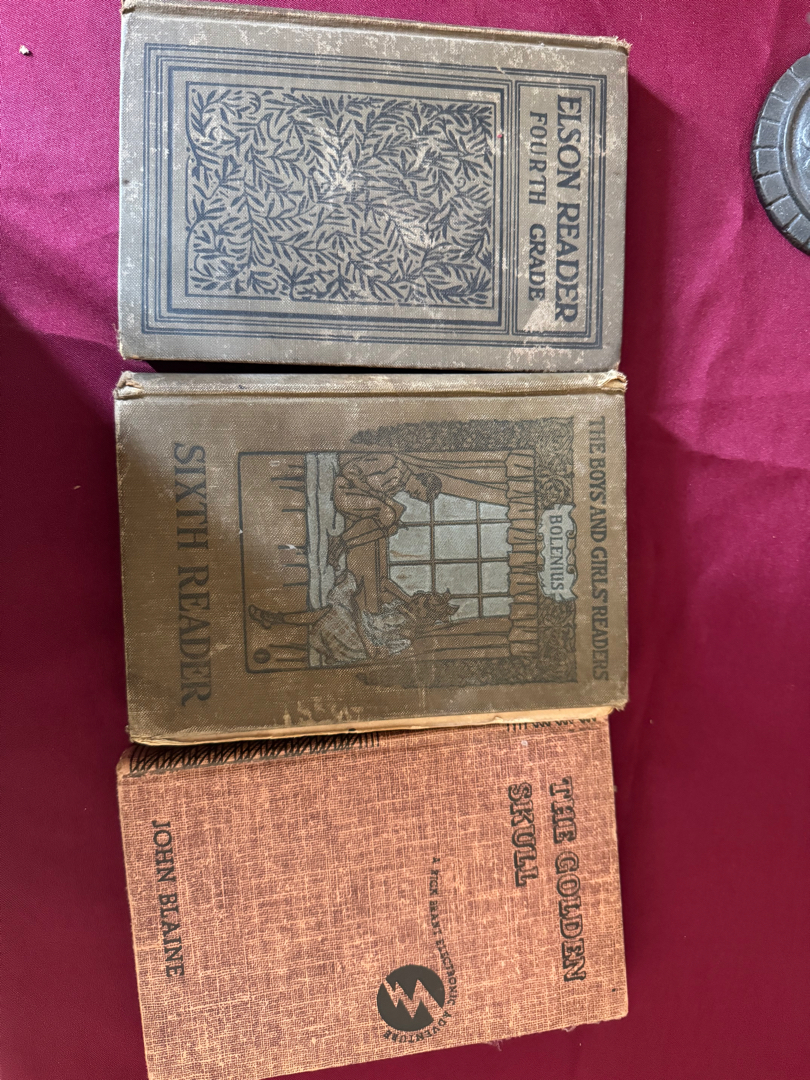 ELSON READER
FOURTH GRADE
THE BOYS AND GIRLS READERS
BOLENIUS
SIXTH READER
THE GOLDEN
SKULL
A RICK BRANT ELECTRONIC ADVENTURE
JOHN BLAINE